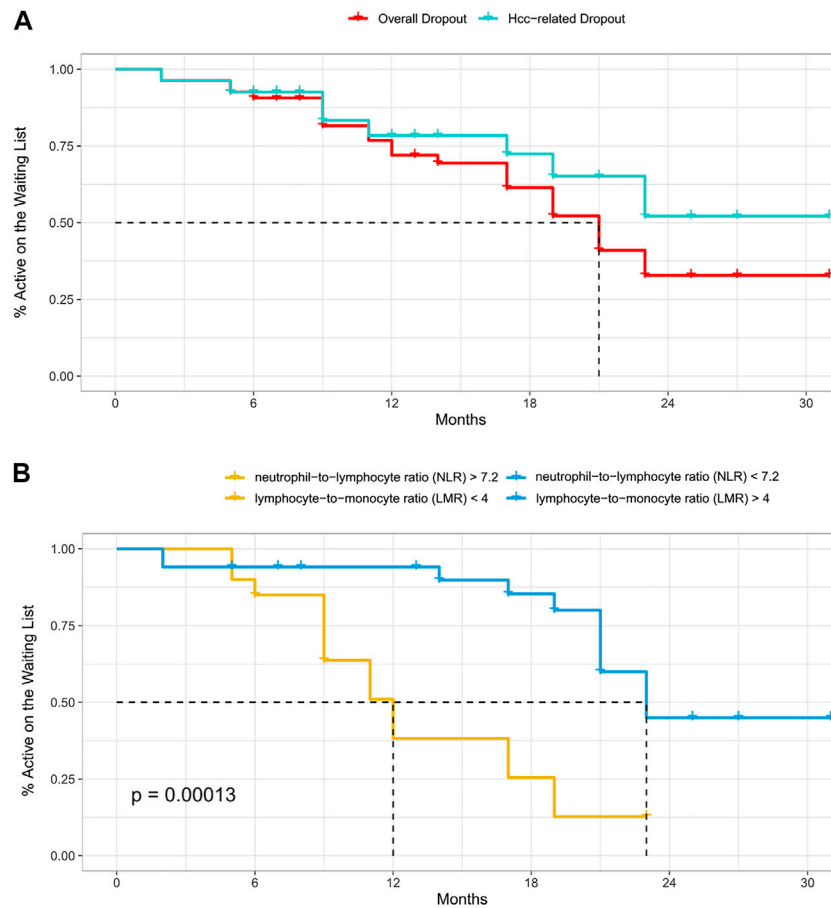 A
Overall Dropout Hcc-related Dropout
1.00
0.75
0.50
0.25
0.00
% Active on the Waiting List
0 6 12 18 24 30
Months
B
neutrophil-to-lymphocyte ratio (NLR) > 7.2 neutrophil-to-lymphocyte ratio (NLR) < 7.2
lymphocyte-to-monocyte ratio (LMR) < 4 lymphocyte-to-monocyte ratio (LMR) > 4
1.00
0.75
0.50
0.25
0.00
% Active on the Waiting List
p = 0.00013
0 6 12 18 24 30
Months